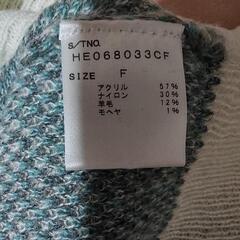 S/TNO.
HE068033CF
SIZE F
アクリル 57%
ナイロン 30%
羊毛 12%
モヘヤ 1%